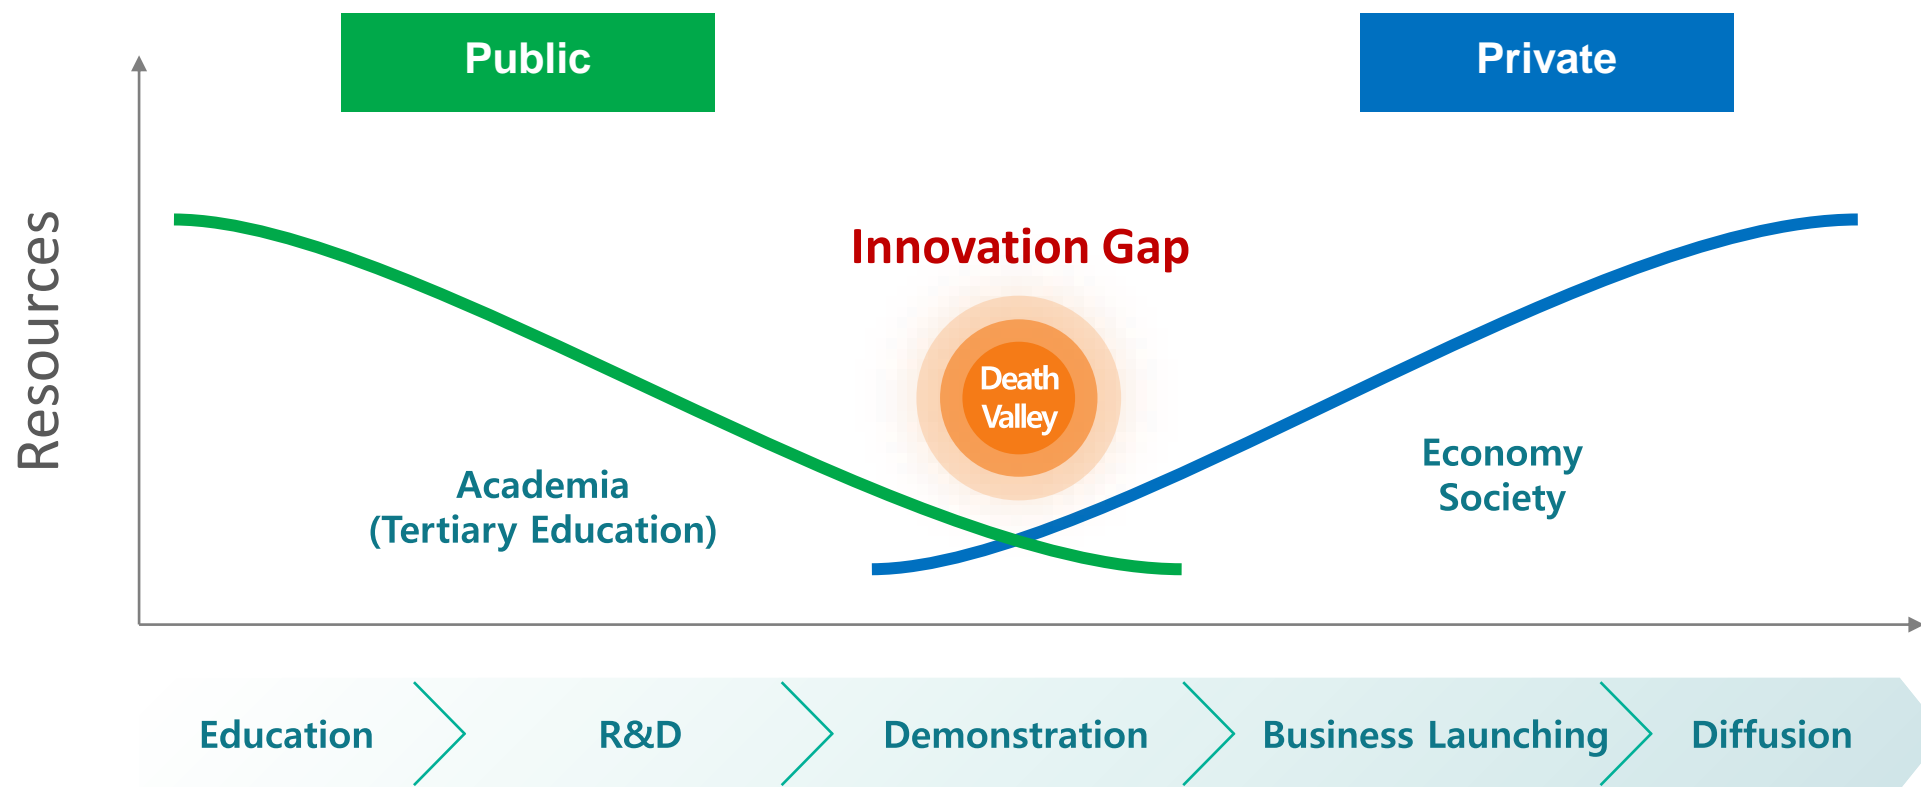 Public
Private
Resources
Innovation Gap
Death
Valley
Academia
(Tertiary Education)
Economy
Society
Education
R&D
Demonstration
Business Launching
Diffusion